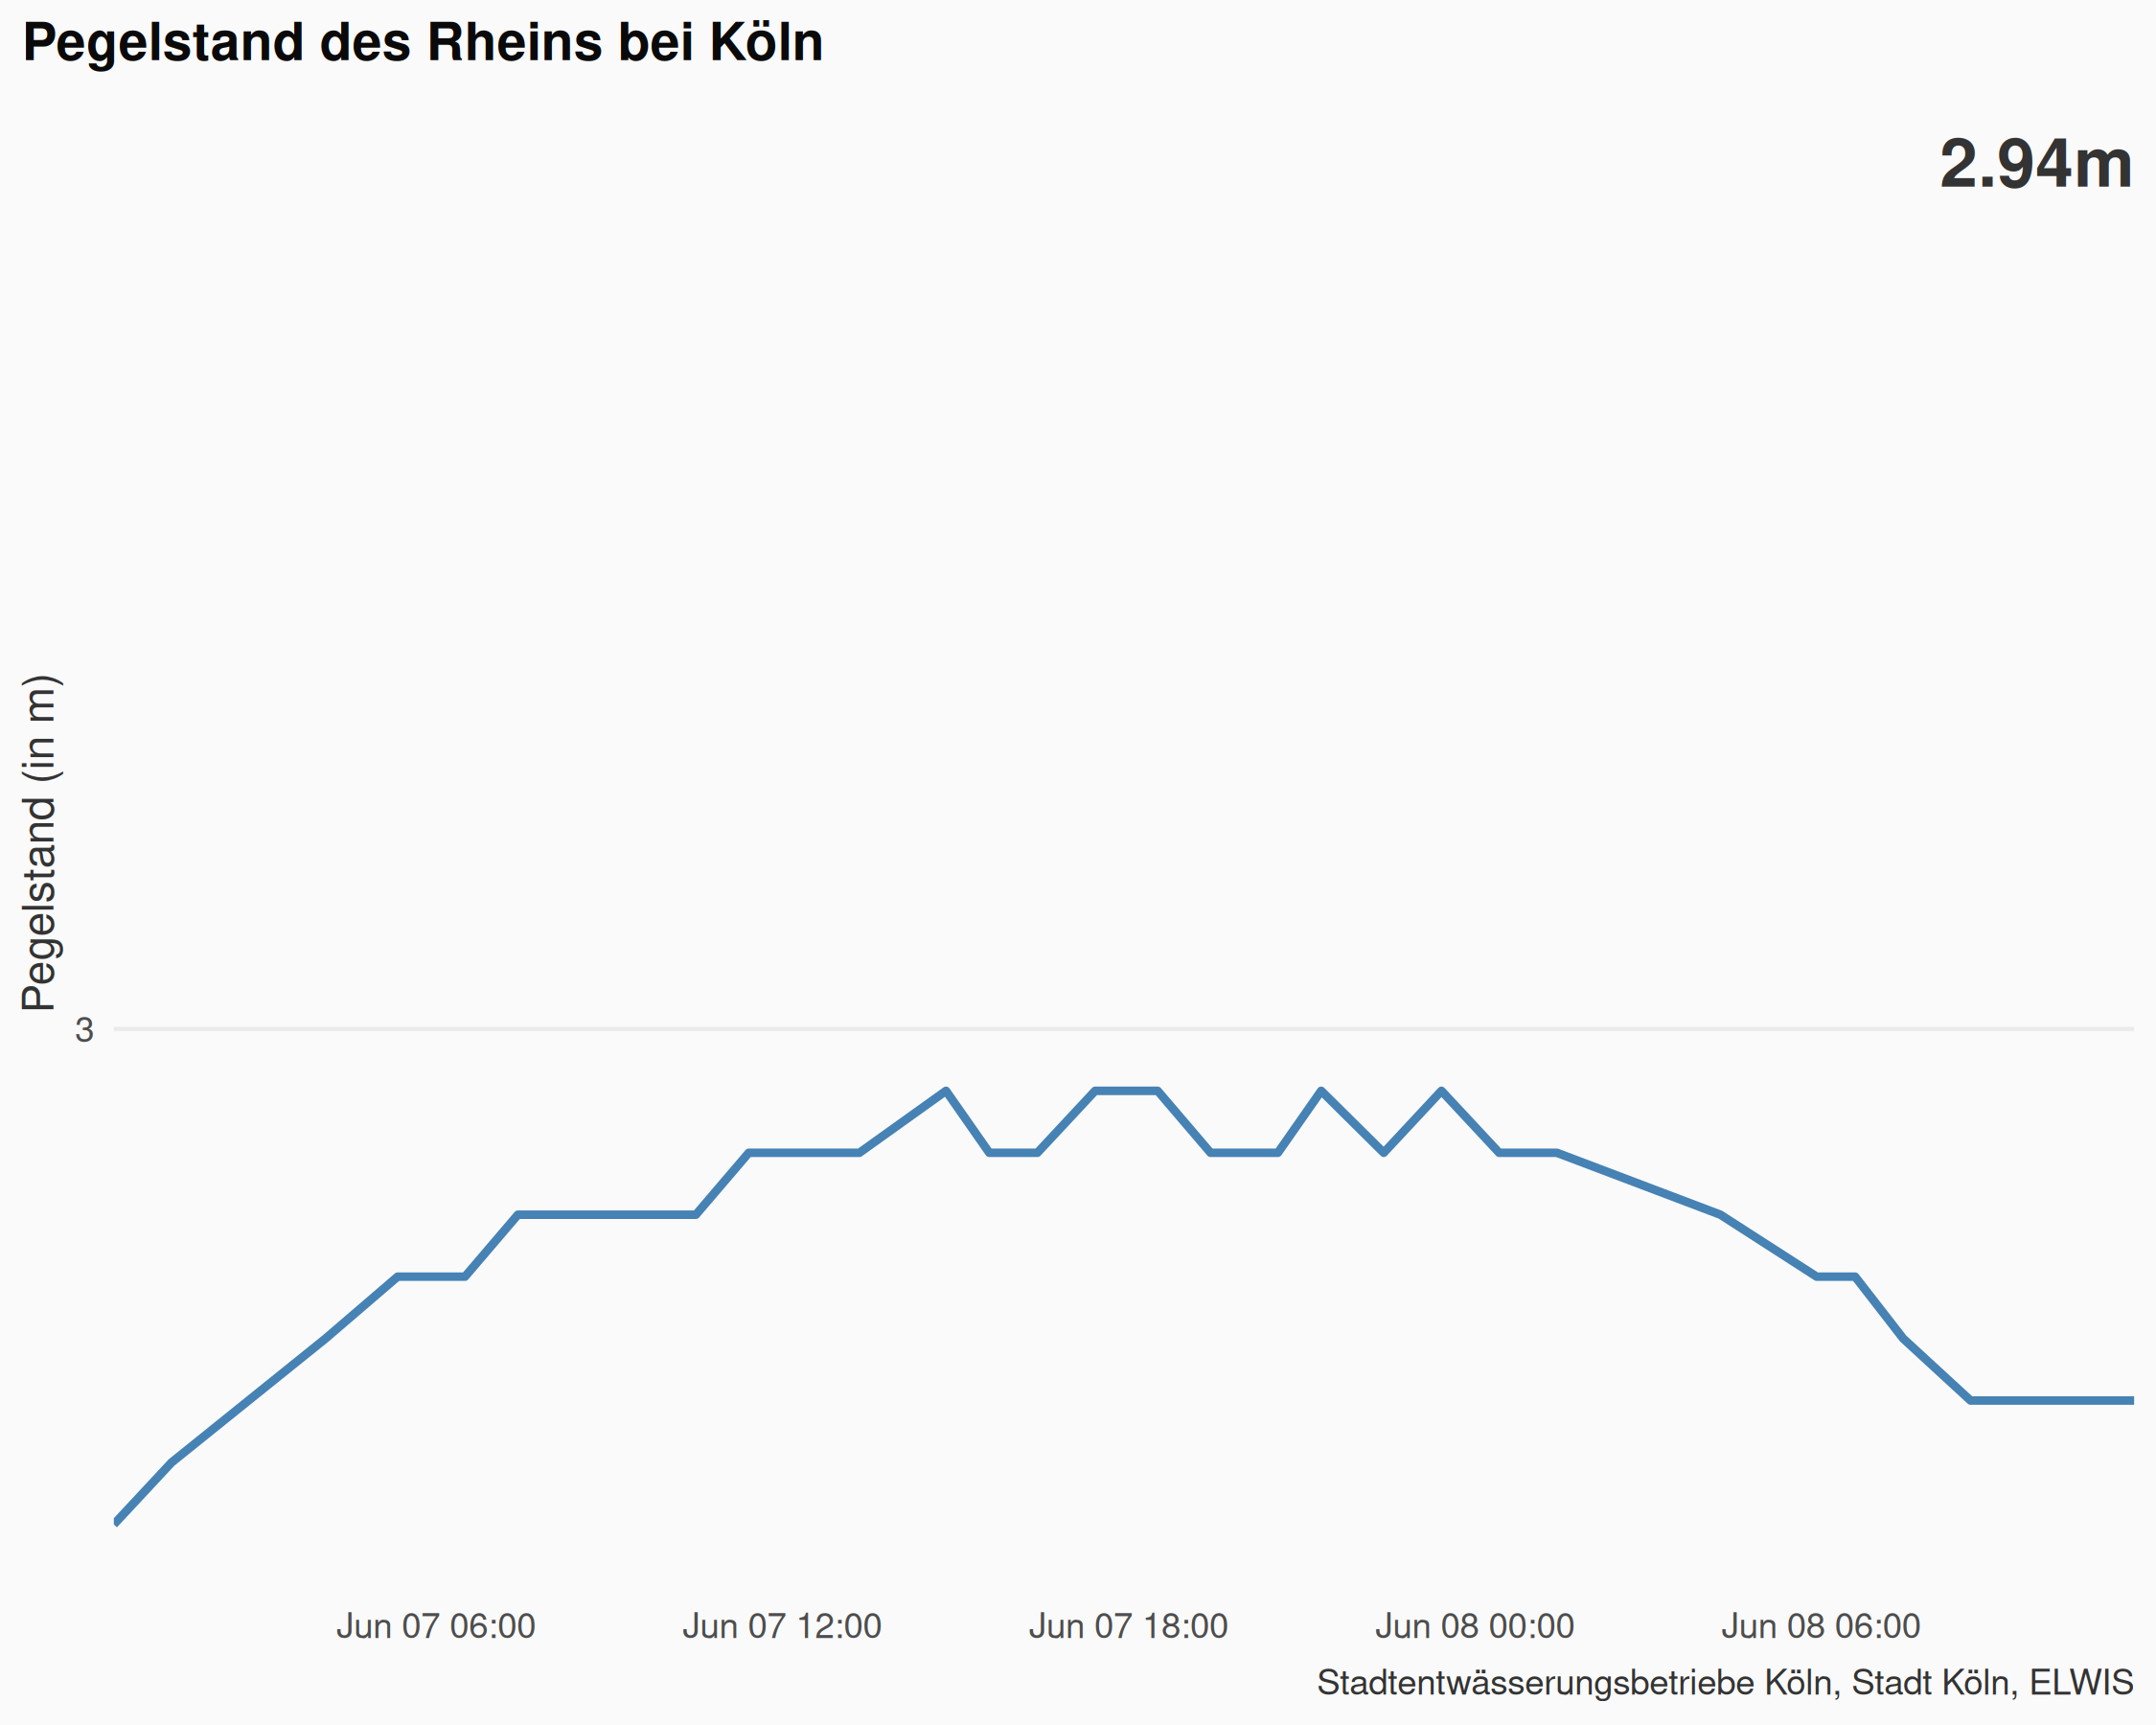 Pegelstand des Rheins bei Köln
2.94m
Pegelstand (in m)
3
Jun 07 06:00
Jun 07 12:00
Jun 07 18:00
Jun 08 00:00
Jun 08 06:00
Stadtentwässerungsbetriebe Köln, Stadt Köln, ELWIS